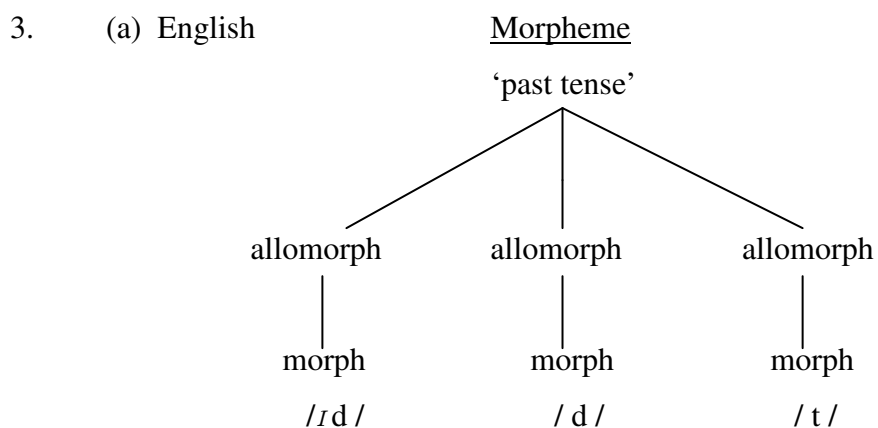 3. (a) English Morpheme
‘past tense’
allomorph allomorph allomorph
morph morph morph
/ɪd / / d / / t /